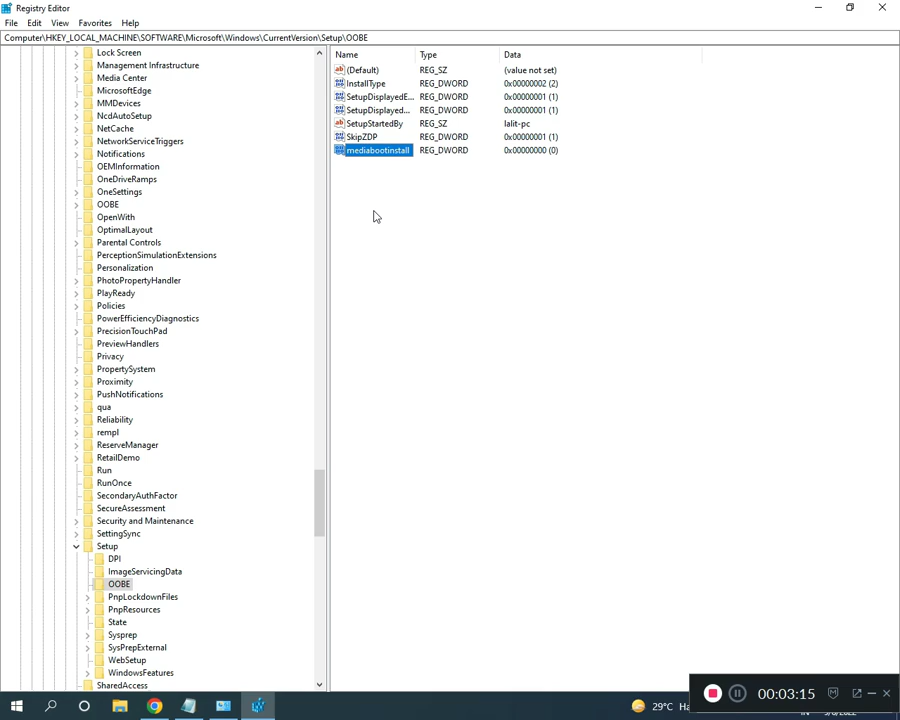 Registry Editor
File Edit View Favorites Help
Computer\HKEY_LOCAL_MACHINE\SOFTWARE\Microsoft\Windows\CurrentVersion\Setup\OOBE
Lock Screen
Management Infrastructure
Media Center
MicrosoftEdge
MMDevices
NcdAutoSetup
NetCache
NetworkServiceTriggers
Notifications
OEMInformation
OneDriveRamps
OneSettings
OOBE
OpenWith
OptimalLayout
Parental Controls
PerceptionSimulationExtensions
Personalization
PhotoPropertyHandler
PlayReady
Policies
PowerEfficiencyDiagnostics
PrecisionTouchPad
PreviewHandlers
Privacy
PropertySystem
Proximity
PushNotifications
qua
Reliability
rempl
ReserveManager
RetailDemo
Run
RunOnce
SecondaryAuthFactor
SecureAssessment
Security and Maintenance
SettingSync
Setup
DPI
ImageServicingData
OOBE
PnpLockdownFiles
PnpResources
State
Sysprep
SysPrepExternal
WebSetup
WindowsFeatures
SharedAccess
Name Type Data
(Default) REG_SZ (value not set)
InstallType REG_DWORD 0x00000002 (2)
SetupDisplayedE... REG_DWORD 0x00000001 (1)
SetupDisplayed... REG_DWORD 0x00000001 (1)
SetupStartedBy REG_SZ lalit-pc
SkipZDP REG_DWORD 0x00000001 (1)
mediabootinstall REG_DWORD 0x00000000 (0)
00:03:15
29°C Ha